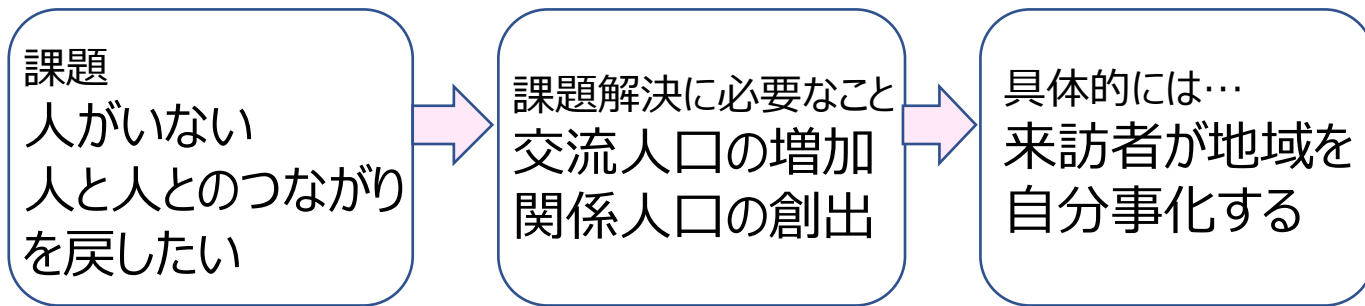 課題
人がいない
人と人とのつながり
を戻したい
課題解決に必要なこと
交流人口の増加
関係人口の創出
具体的には…
来訪者が地域を
自分事化する